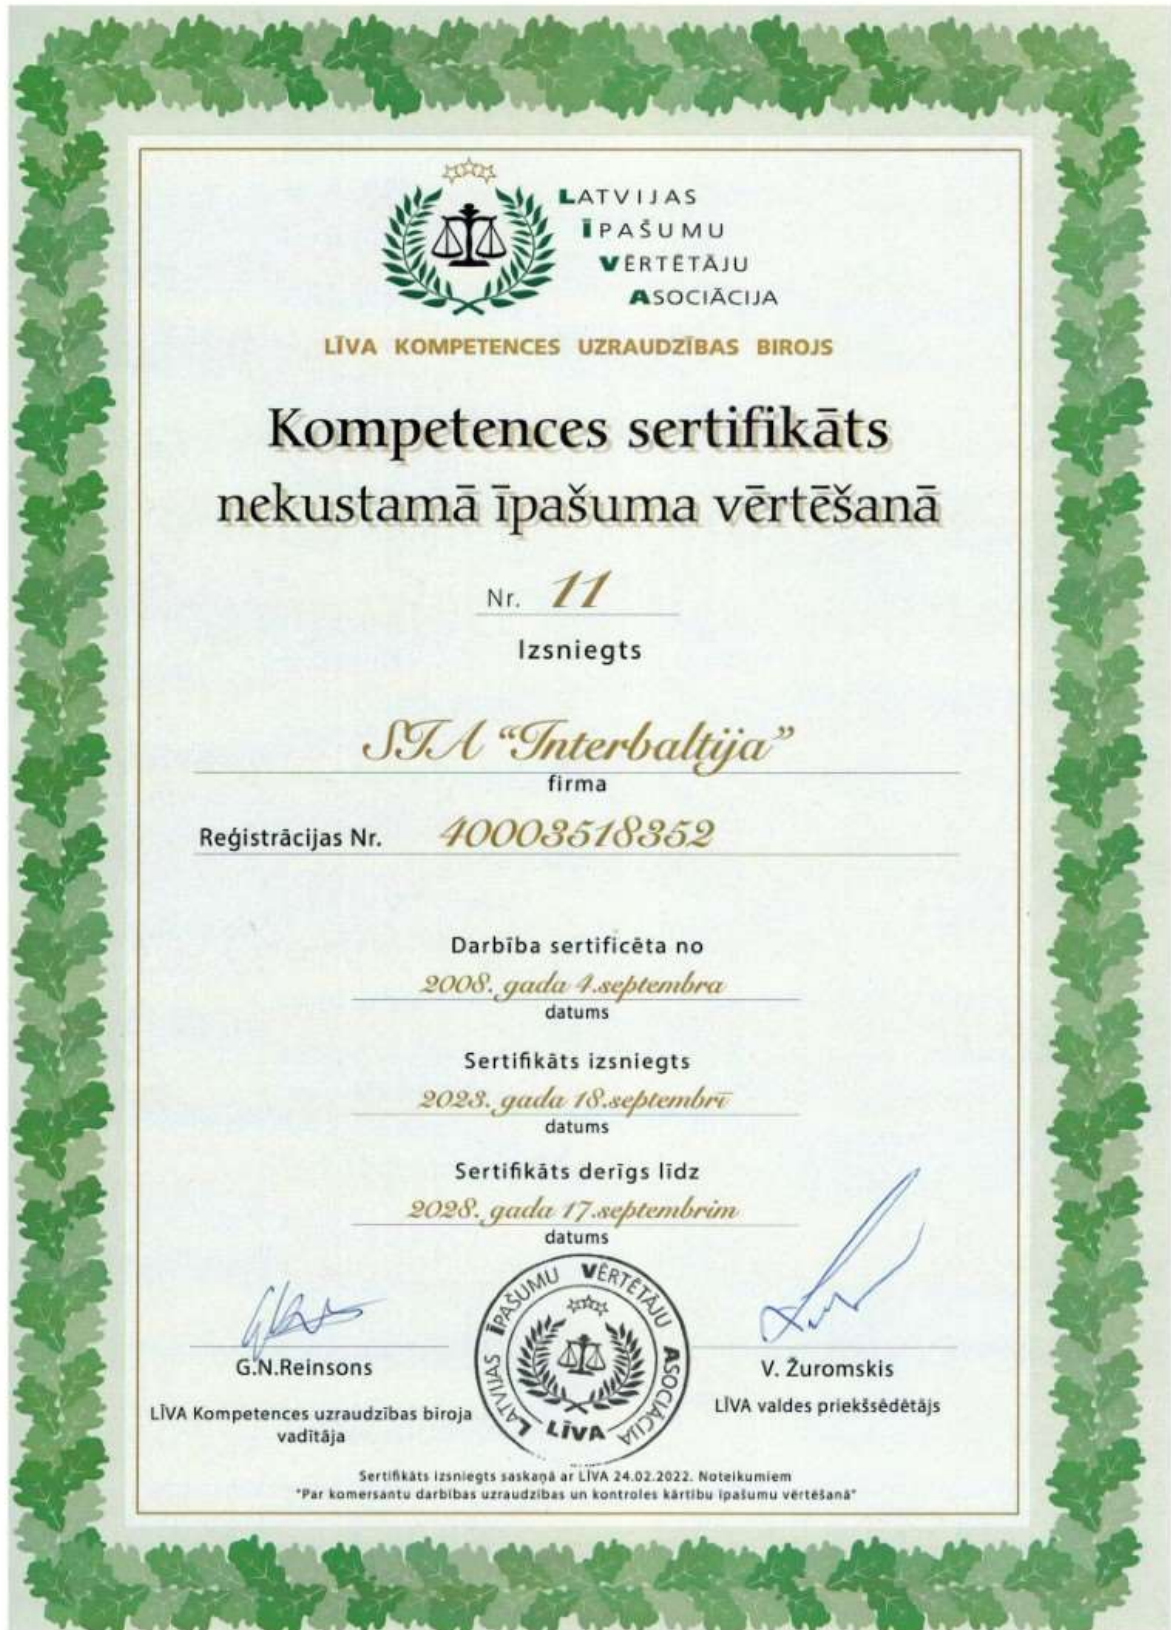 LATVIJAS
ĪPAŠUMU
VĒRTĒTĀJU
ASOCIĀCIJA
LĪVA KOMPETENCES UZRAUDZĪBAS BIROJS
Kompetences sertifikāts
nekustamā īpašuma vērtēšanā
Nr. 11
Izsniegts
SIA "Interbaltija"
firma
Reģistrācijas Nr. 40003518352
Darbība sertificēta no
2008. gada 4.septembra
datums
Sertifikāts izsniegts
2023. gada 18.septembrī
datums
Sertifikāts derīgs līdz
2028. gada 17.septembrim
datums
LATVIJAS ĪPAŠUMU VĒRTĒTĀJU ASOCIĀCIJA
LĪVA
G.N.Reinsons
LĪVA Kompetences uzraudzības biroja
vadītāja
V. Žuromskis
LĪVA valdes priekšsēdētājs
Sertifikāts izsniegts saskaņā ar LĪVA 24.02.2022. Noteikumiem
"Par komersantu darbības uzraudzības un kontroles kārtību īpašumu vērtēšanā"